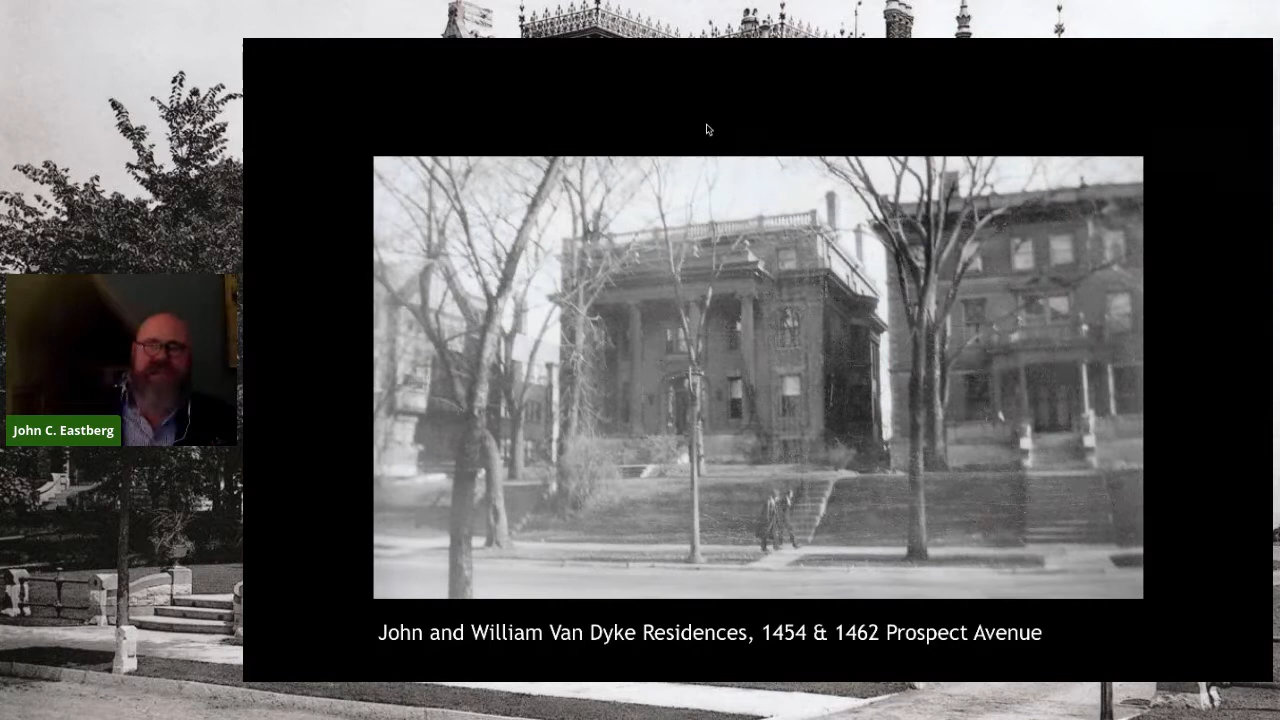 John C. Eastberg
John and William Van Dyke Residences, 1454 & 1462 Prospect Avenue